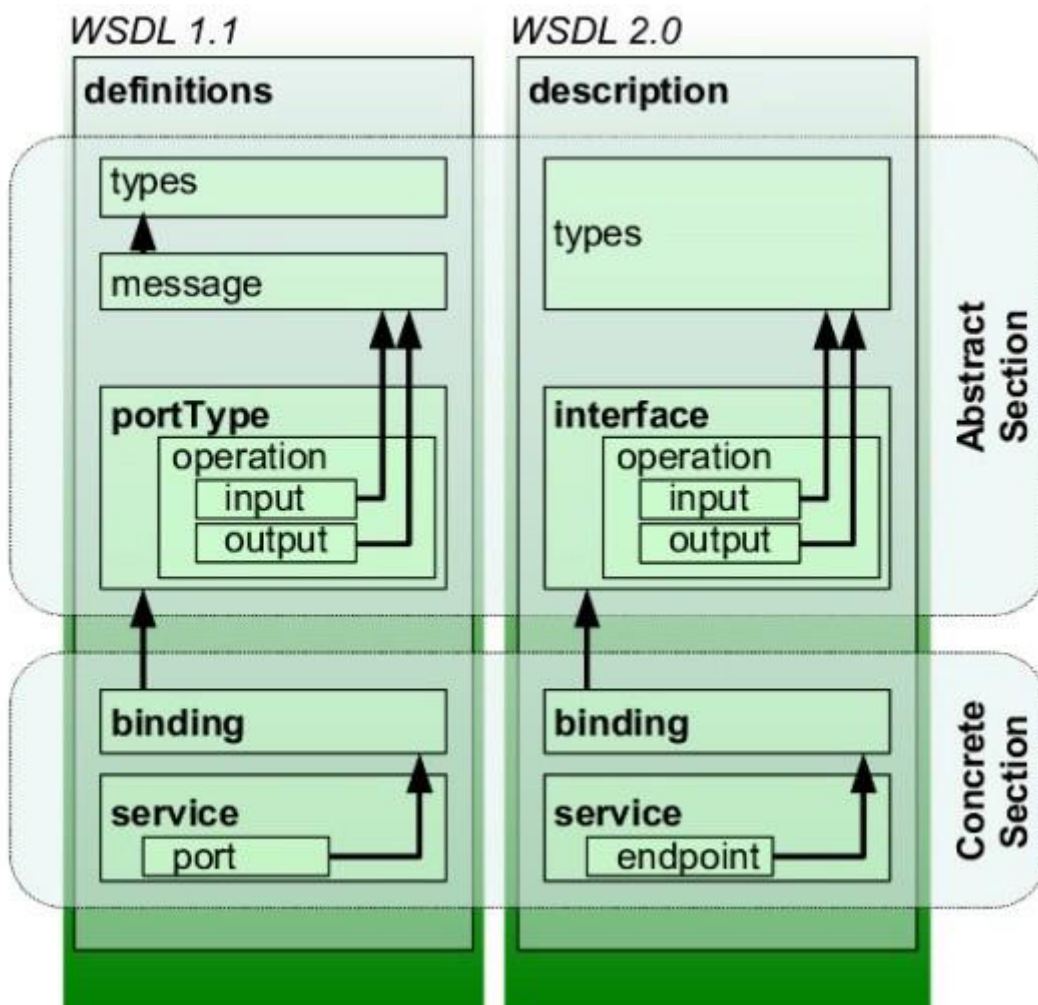 WSDL 1.1
definitions
types
message
portType
operation
input
output
binding
service
port
WSDL 2.0
description
types
interface
operation
input
output
binding
service
endpoint
Abstract
Section
Concrete
Section